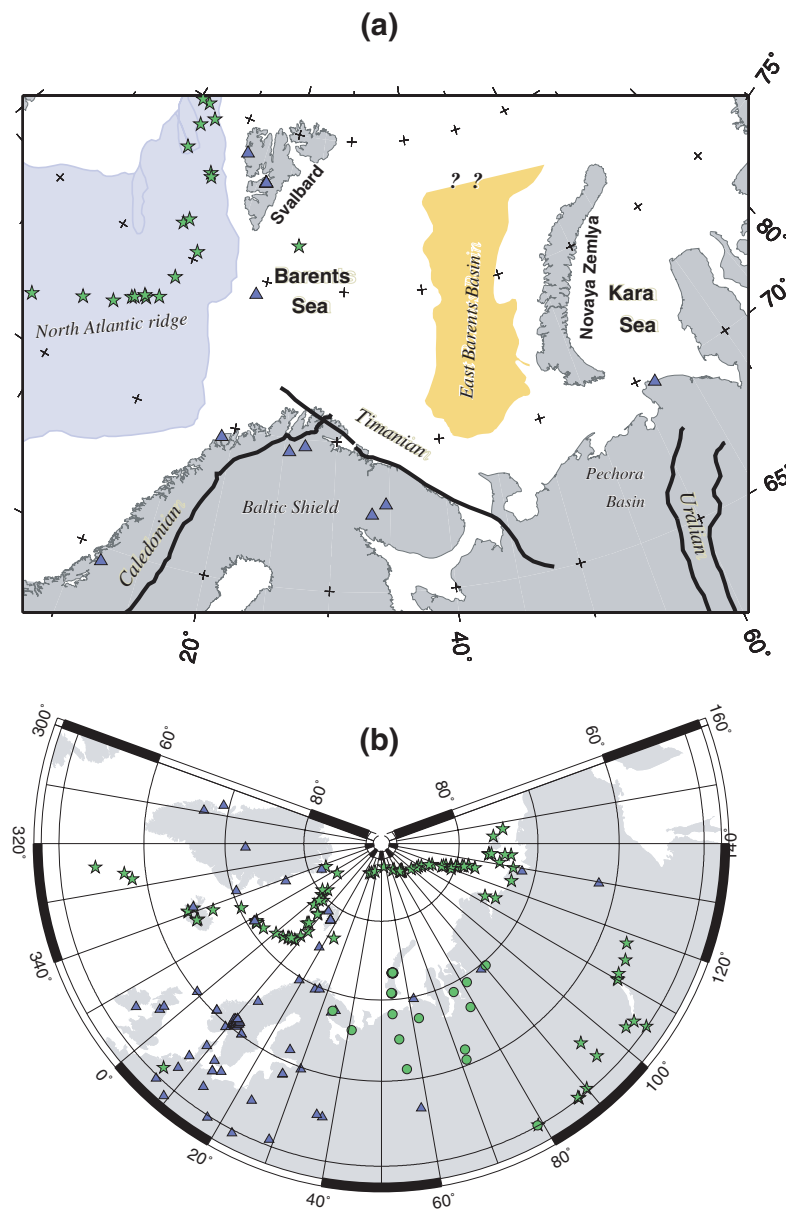 (a)
75°
Svalbard
? ?
80°
Barents
Sea
East Barents Basin
Novaya Zemlya
Kara
Sea
70°
North Atlantic ridge
Timanian
Pechora
Basin
65°
Caledonian
Baltic Shield
Uralian
20°
40°
60°
(b)
300°
60°
80°
80°
60°
160°
320°
140°
340°
120°
0°
100°
20°
80°
40°
60°